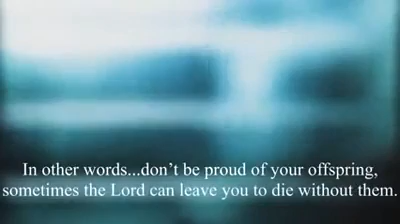 In other words...don't be proud of your offspring,
sometimes the Lord can leave you to die without them.